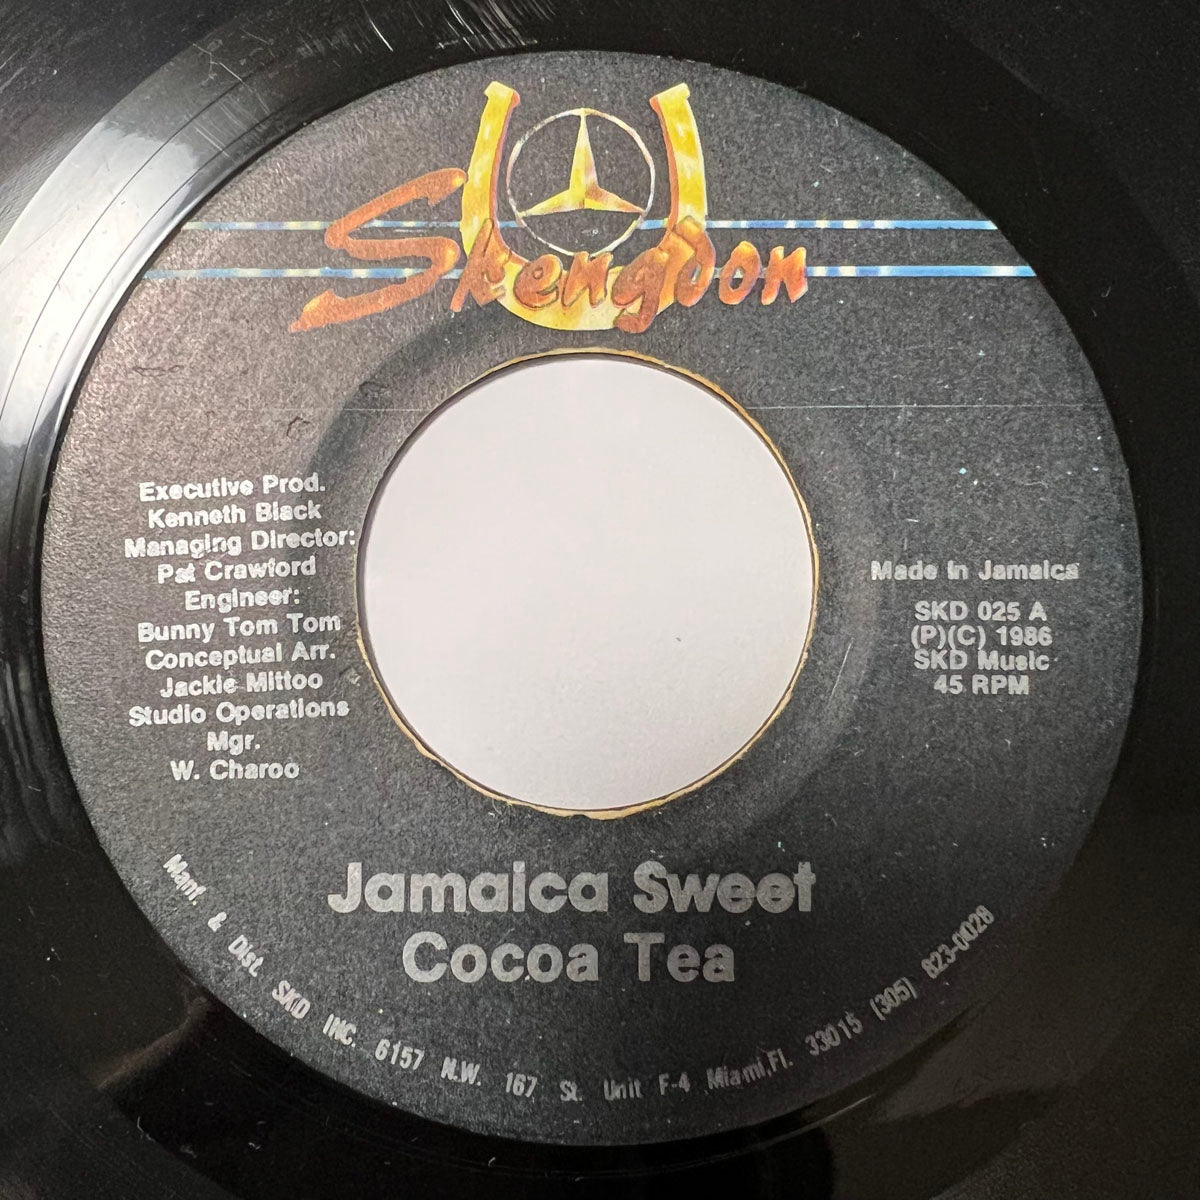 Skengdon
Executive Prod.
Kenneth Black
Managing Director:
Pat Crawford
Engineer:
Bunny Tom Tom
Conceptual Arr.
Jackie Mittoo
Studio Operations
Mgr.
W. Charoo
Made In Jamaica
SKD 025 A
(P)(C) 1986
SKD Music
45 RPM
Jamaica Sweet
Cocoa Tea
Manf. & Dist. SKD INC. 6157 N.W. 167 St. Unit F-4 Miami,Fl. 33015 (305) 823-0028